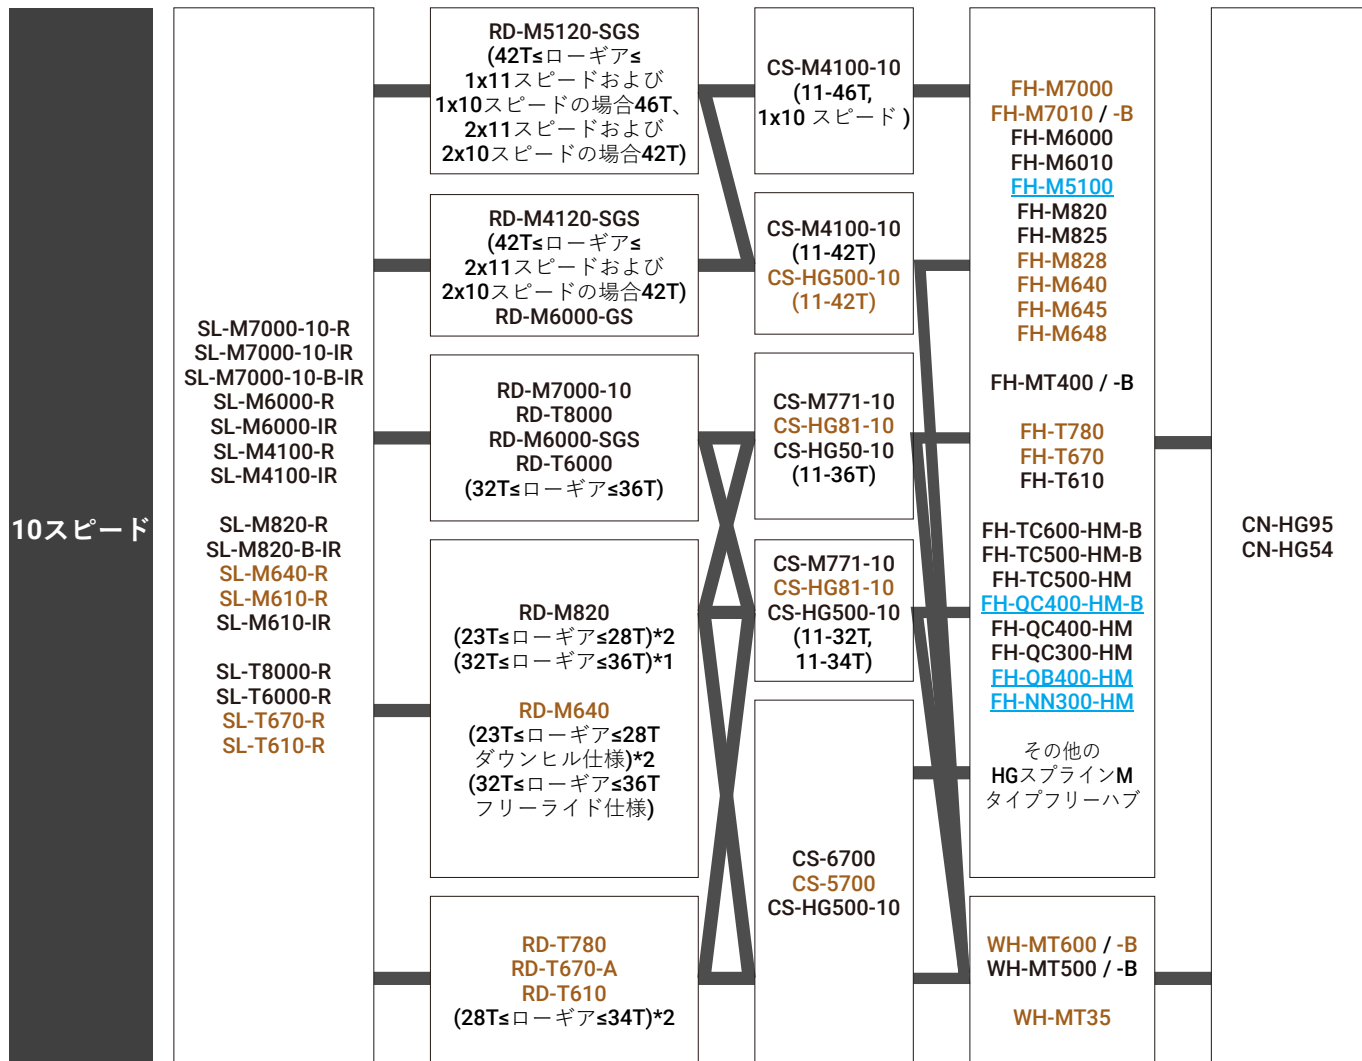 10スピード
SL-M7000-10-R
SL-M7000-10-IR
SL-M7000-10-B-IR
SL-M6000-R
SL-M6000-IR
SL-M4100-R
SL-M4100-IR
SL-M820-R
SL-M820-B-IR
SL-M640-R
SL-M610-R
SL-M610-IR
SL-T8000-R
SL-T6000-R
SL-T670-R
SL-T610-R
RD-M5120-SGS
(42T≤ローギア≤
1x11スピードおよび
1x10スピードの場合46T、
2x11スピードおよび
2x10スピードの場合42T)
RD-M4120-SGS
(42T≤ローギア≤
2x11スピードおよび
2x10スピードの場合42T)
RD-M6000-GS
RD-M7000-10
RD-T8000
RD-M6000-SGS
RD-T6000
(32T≤ローギア≤36T)
RD-M820
(23T≤ローギア≤28T)*2
(32T≤ローギア≤36T)*1
RD-M640
(23T≤ローギア≤28T
ダウンヒル仕様)*2
(32T≤ローギア≤36T
フリーライド仕様)
RD-T780
RD-T670-A
RD-T610
(28T≤ローギア≤34T)*2
CS-M4100-10
(11-46T,
1x10 スピード )
CS-M4100-10
(11-42T)
CS-HG500-10
(11-42T)
CS-M771-10
CS-HG81-10
CS-HG50-10
(11-36T)
CS-M771-10
CS-HG81-10
CS-HG500-10
(11-32T,
11-34T)
CS-6700
CS-5700
CS-HG500-10
FH-M7000
FH-M7010 / -B
FH-M6000
FH-M6010
FH-M5100
FH-M820
FH-M825
FH-M828
FH-M640
FH-M645
FH-M648
FH-MT400 / -B
FH-T780
FH-T670
FH-T610
FH-TC600-HM-B
FH-TC500-HM-B
FH-TC500-HM
FH-QC400-HM-B
FH-QC400-HM
FH-QC300-HM
FH-QB400-HM
FH-NN300-HM
その他の
HGスプラインM
タイプフリーハブ
WH-MT600 / -B
WH-MT500 / -B
WH-MT35
CN-HG95
CN-HG54